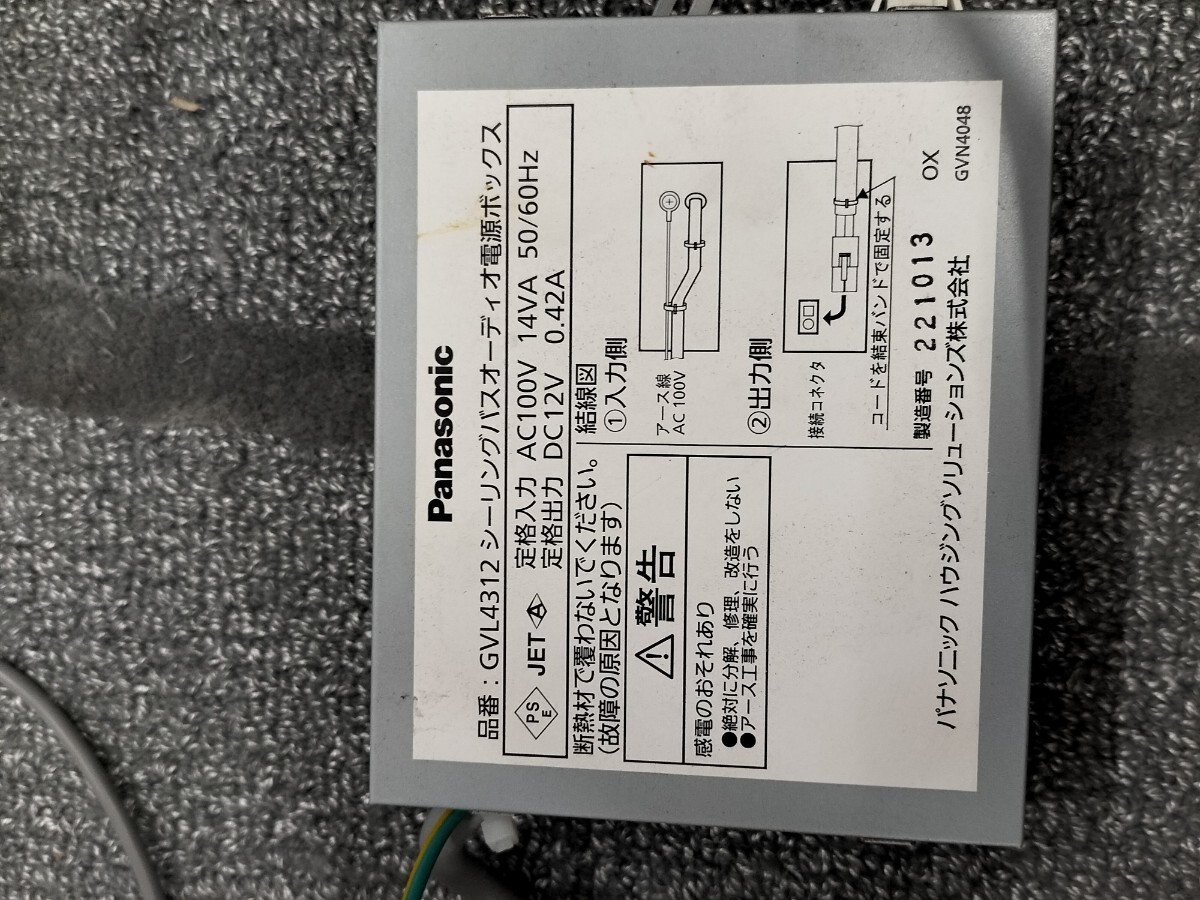 Panasonic
品番：GVL4312 シーリングバスオーディオ電源ボックス
PS
E
JET
A
定格入力 AC100V 14VA 50/60Hz
定格出力 DC12V 0.42A
断熱材で覆わないでください。
（故障の原因となります）
警告
感電のおそれあり
●絶対に分解、修理、改造をしない
●アース工事を確実に行う
結線図
①入力側
アース線
AC 100V
②出力側
接続コネクタ
コードを結束バンドで固定する
製造番号 221013 OX
パナソニック ハウジングソリューションズ株式会社 GVN4048